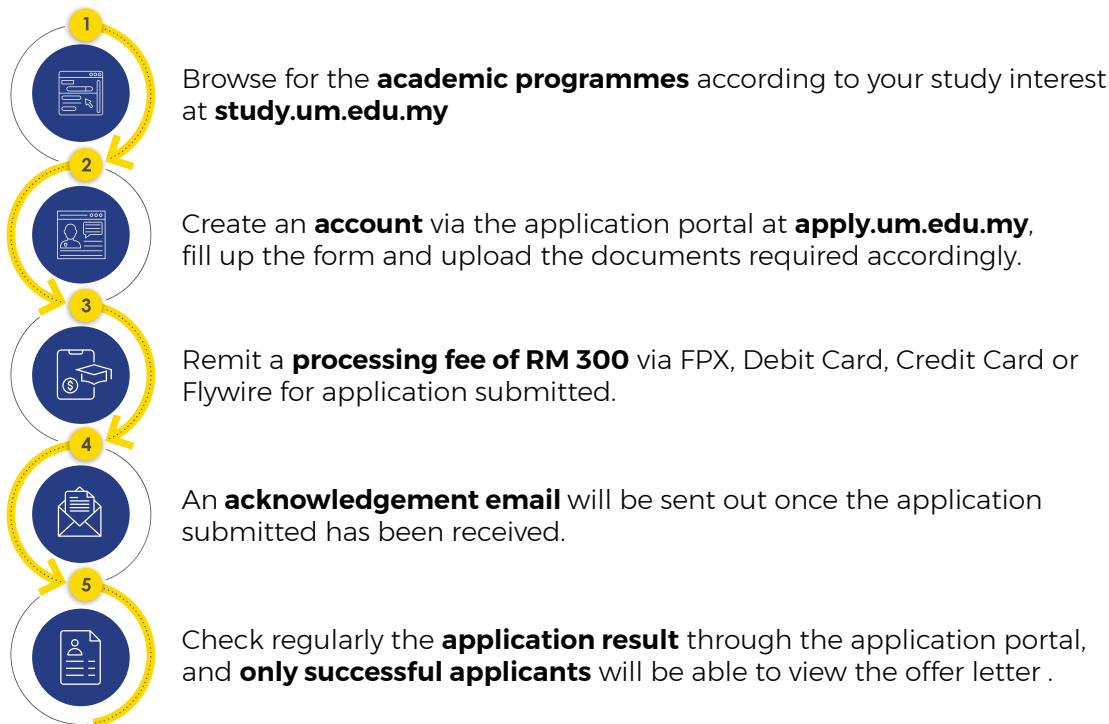 1
Browse for the academic programmes according to your study interest
at study.um.edu.my
2
Create an account via the application portal at apply.um.edu.my,
fill up the form and upload the documents required accordingly.
3
Remit a processing fee of RM 300 via FPX, Debit Card, Credit Card or
Flywire for application submitted.
4
An acknowledgement email will be sent out once the application
submitted has been received.
5
Check regularly the application result through the application portal,
and only successful applicants will be able to view the offer letter .